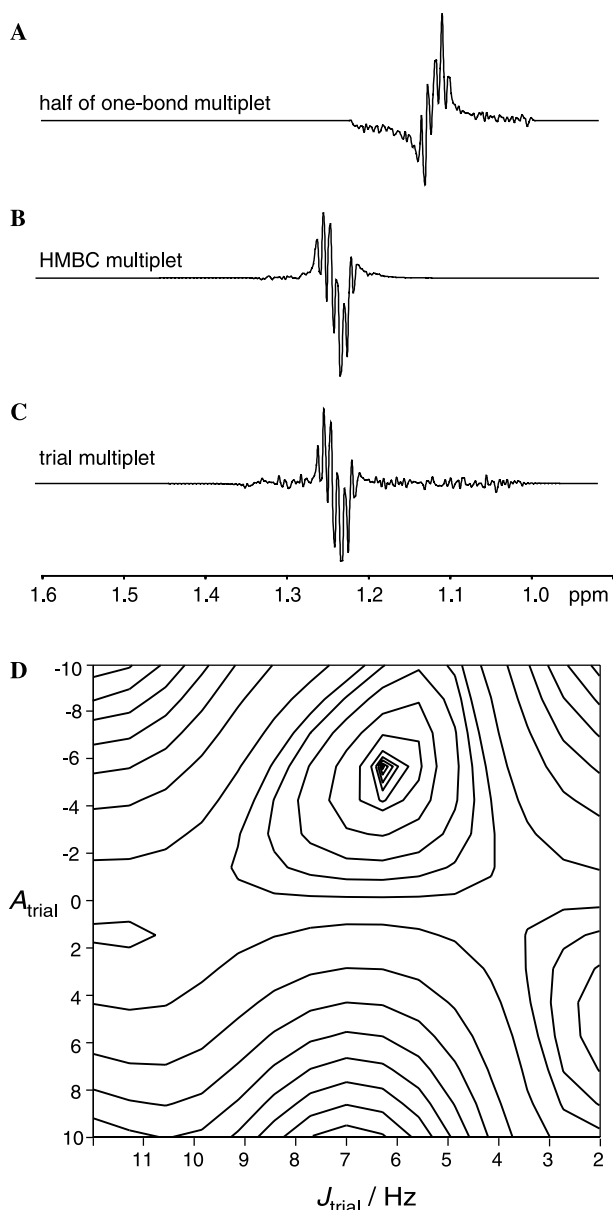 A
half of one-bond multiplet
B
HMBC multiplet
C
trial multiplet
1.6 1.5 1.4 1.3 1.2 1.1 1.0 ppm
D
-10
-8
-6
-4
-2
A trial 0
2
4
6
8
10
11 10 9 8 7 6 5 4 3 2
J trial / Hz